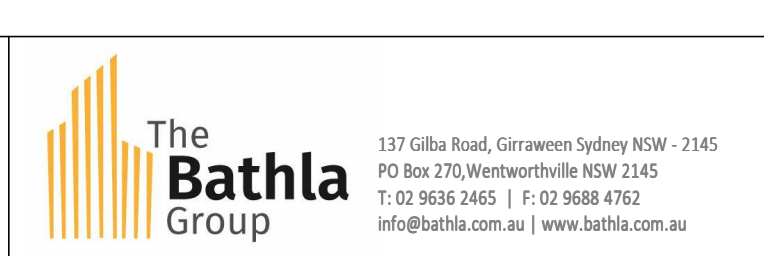 The
Bathla
Group
137 Gilba Road, Girraween Sydney NSW - 2145
PO Box 270,Wentworthville NSW 2145
T: 02 9636 2465 | F: 02 9688 4762
info@bathla.com.au | www.bathla.com.au